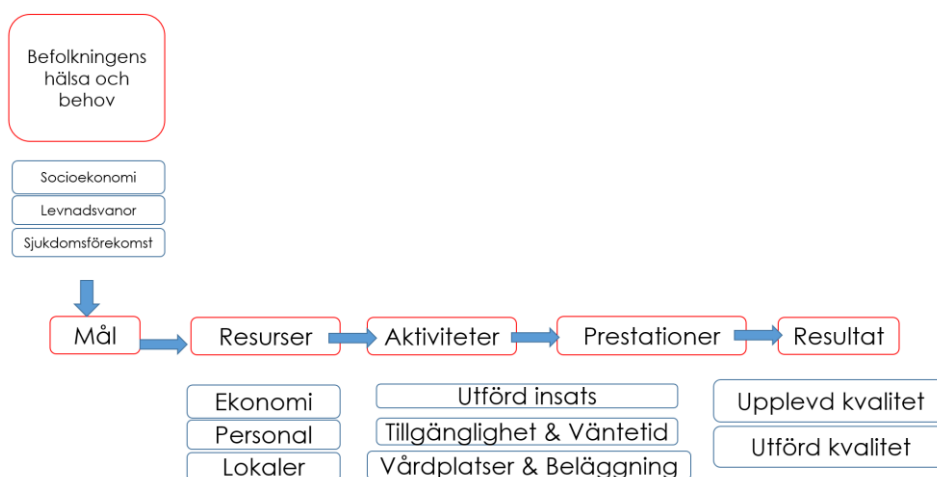 Befolkningens
hälsa och
behov
Socioekonomi
Levnadsvanor
Sjukdomsförekomst
Mål
Resurser
Aktiviteter
Prestationer
Resultat
Ekonomi
Personal
Lokaler
Utförd insats
Tillgänglighet & Väntetid
Vårdplatser & Beläggning
Upplevd kvalitet
Utförd kvalitet